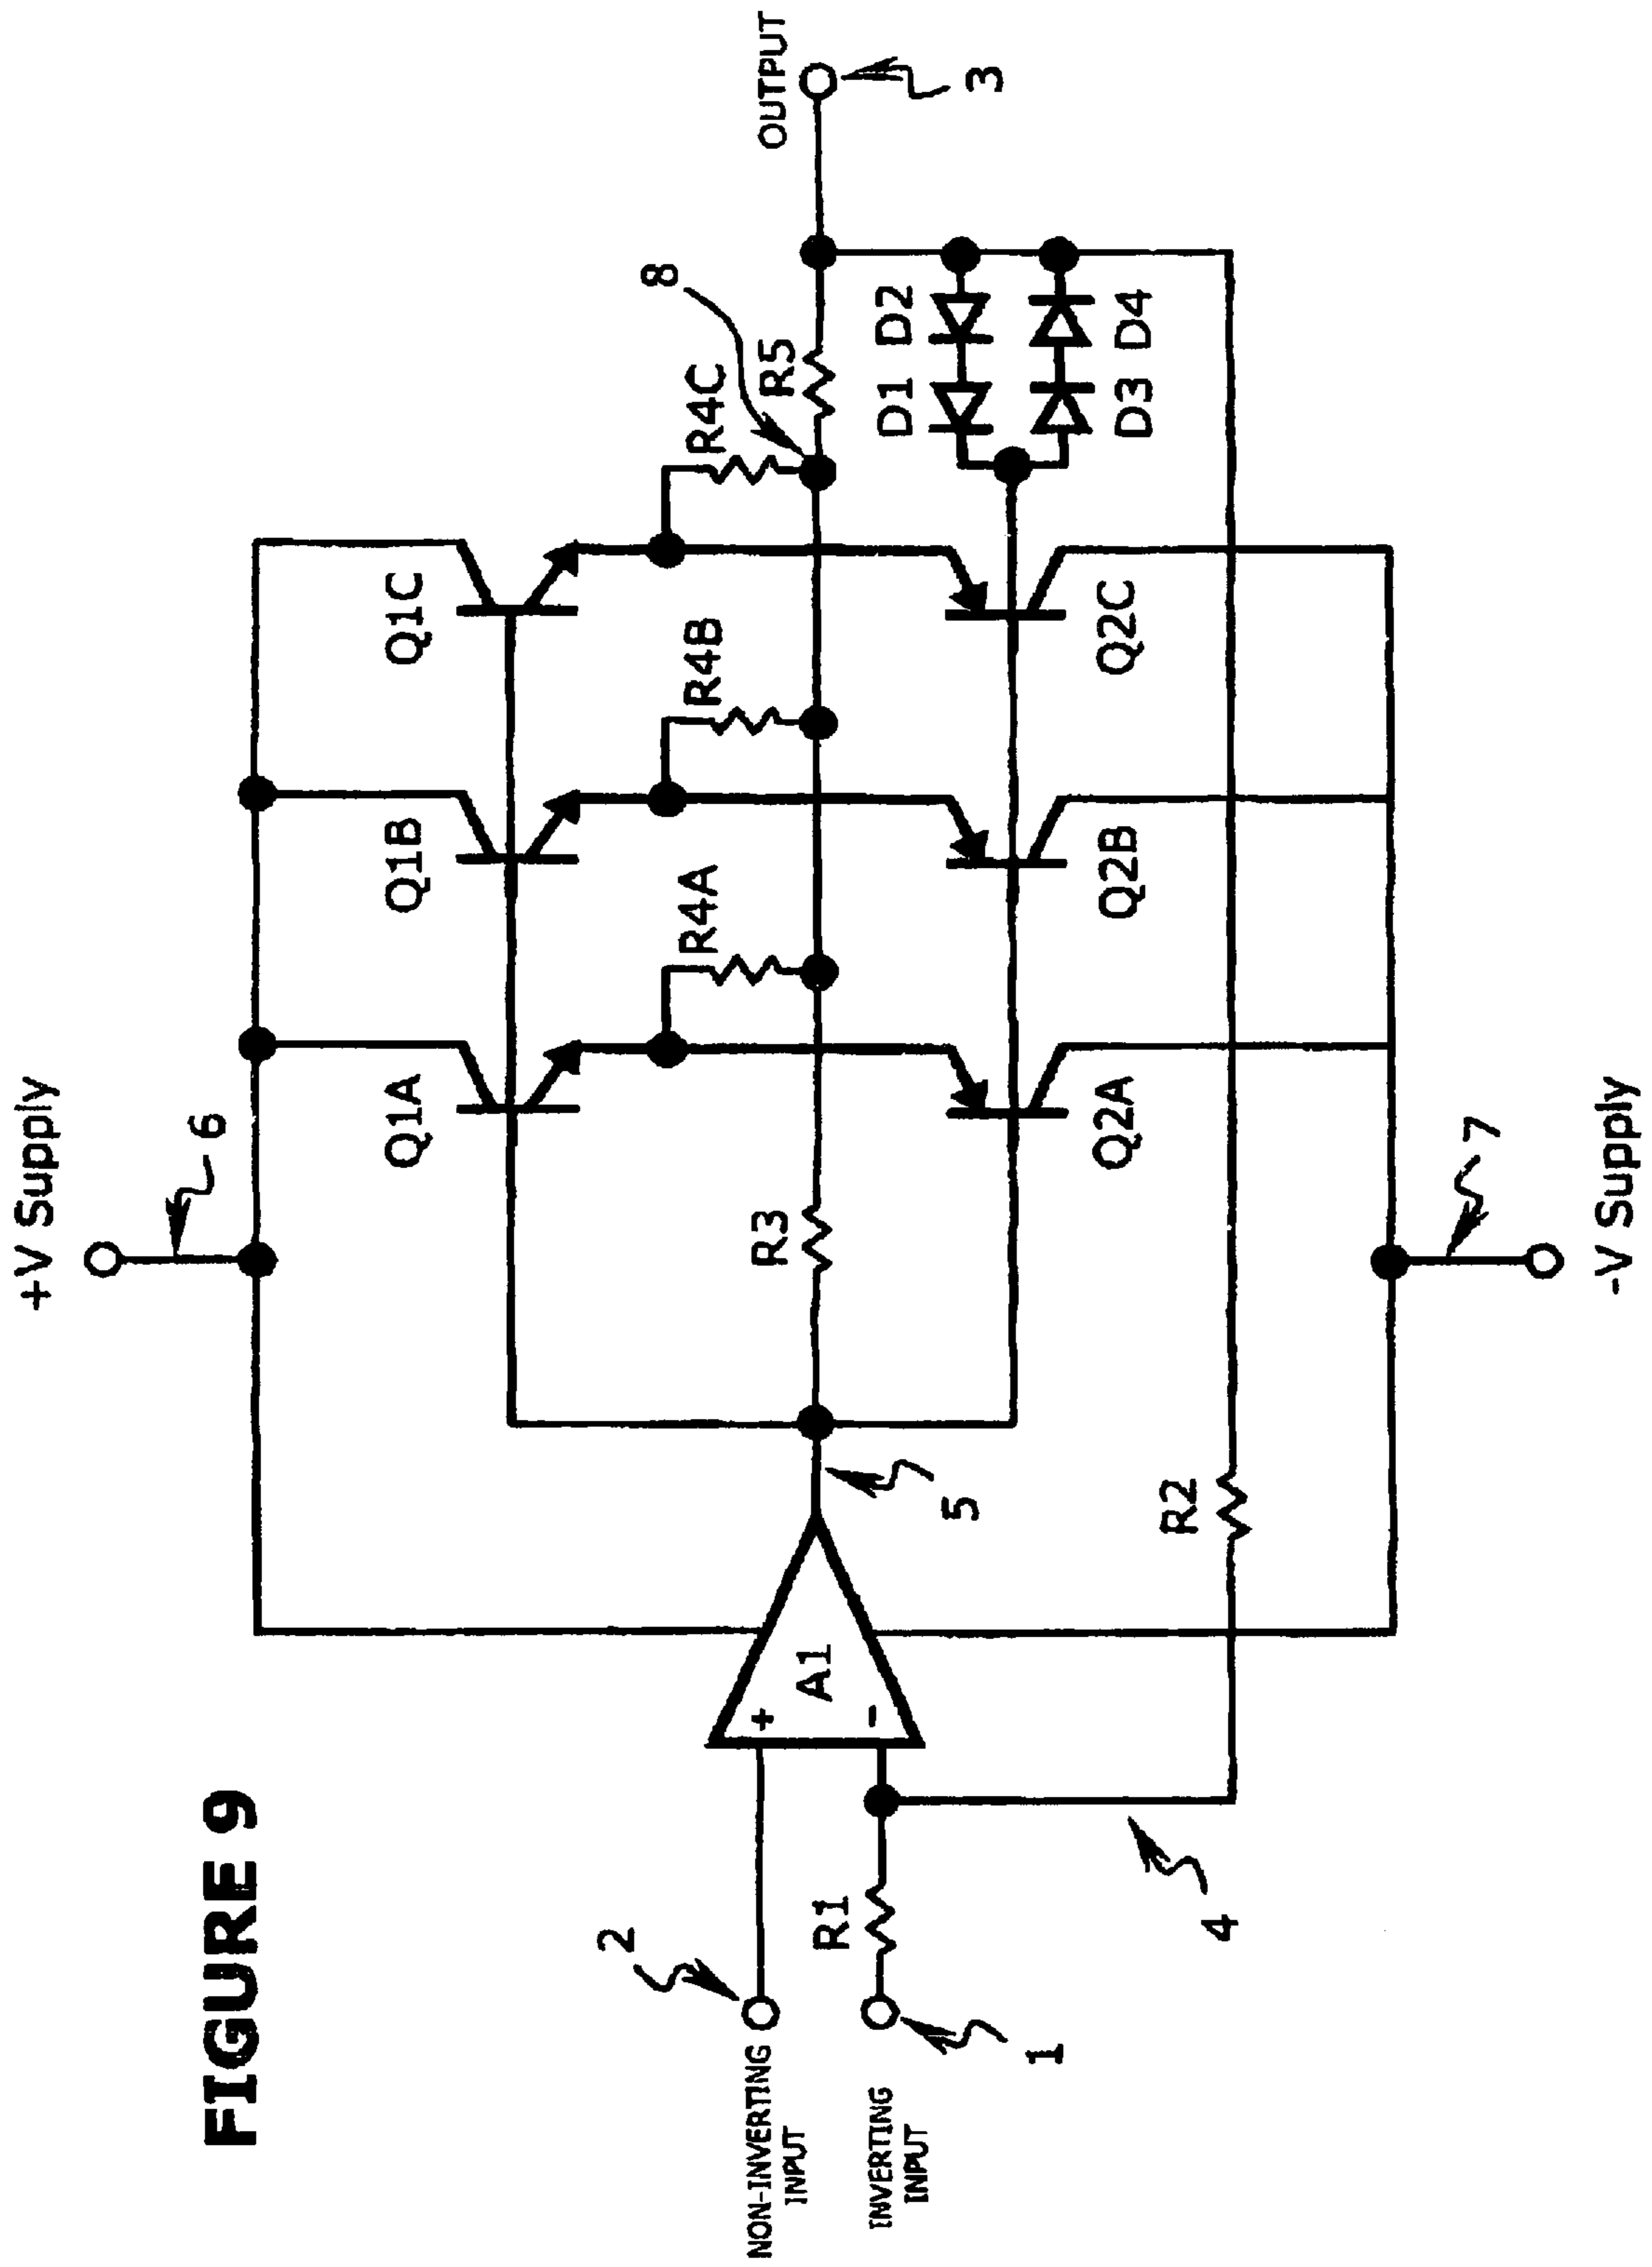 FIGURE 9
+V Supply
6
Q1A
Q1B
Q1C
R4A
R4B
R4C
8
OUTPUT
3
NON-INVERTING
INPUT
2
INVERTING
INPUT
1
R1
+
-
A1
5
R3
R5
D1
D2
D3
D4
Q2A
Q2B
Q2C
R2
4
7
-V Supply